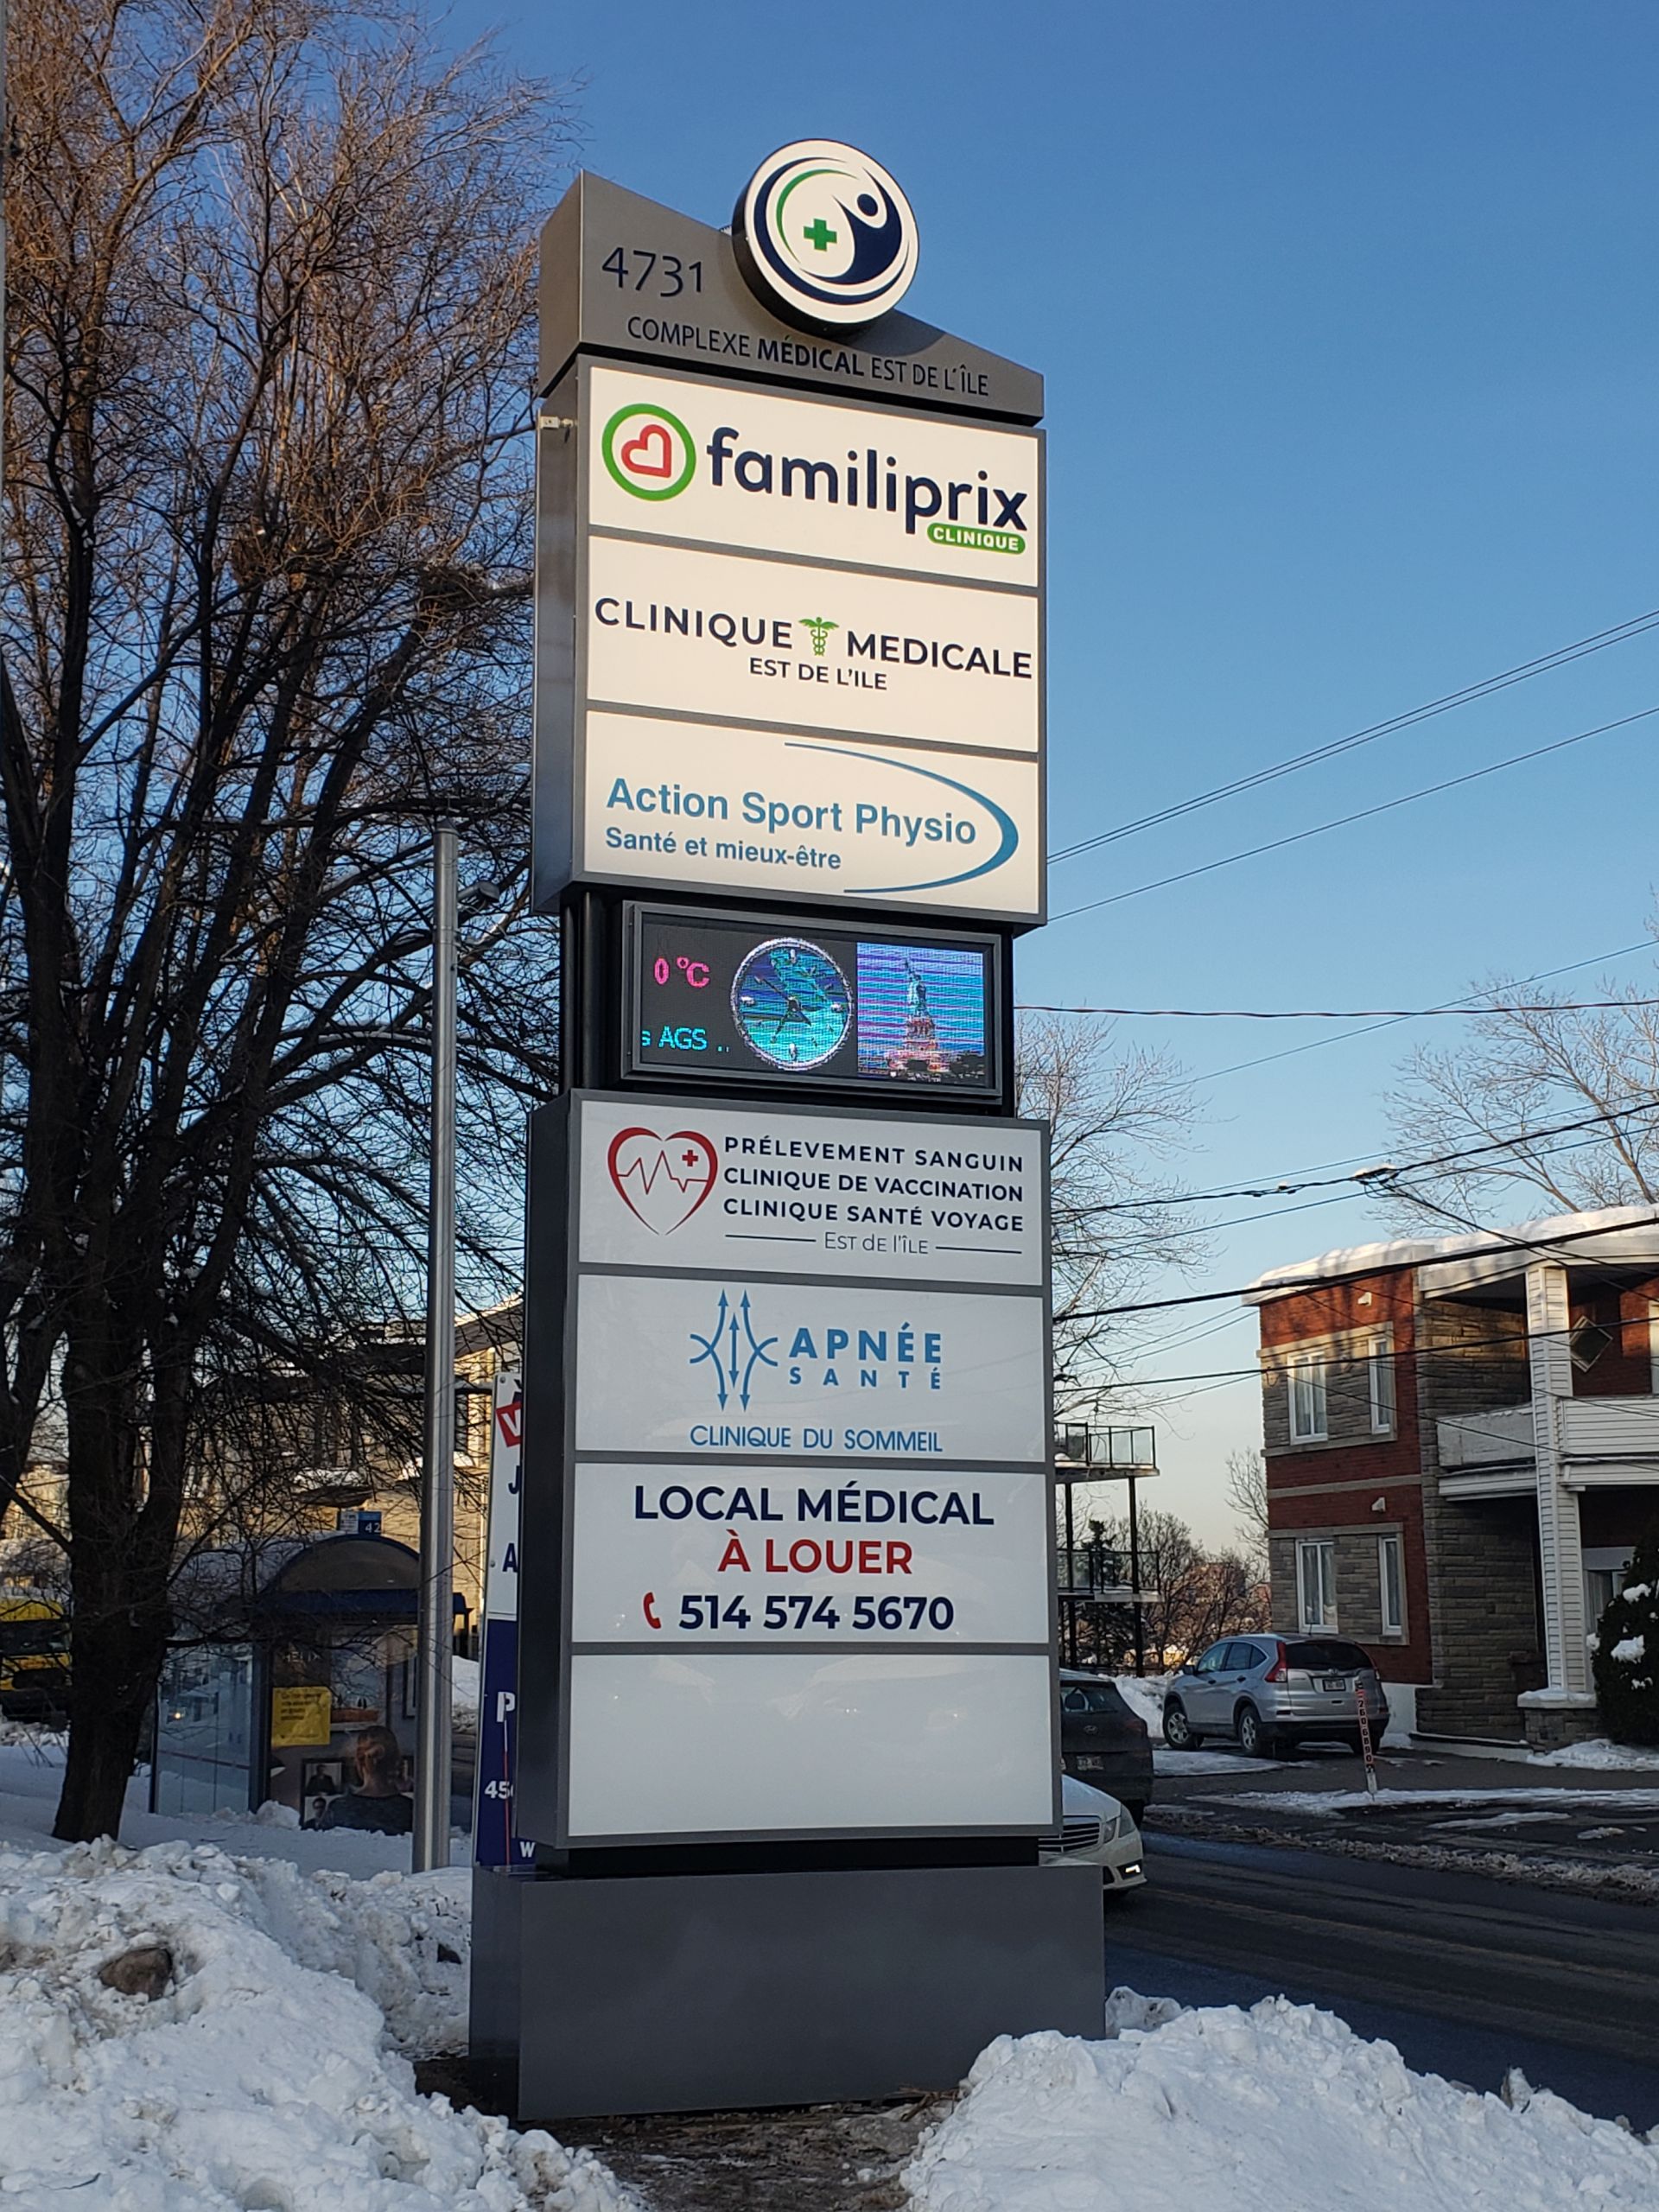 4731
COMPLEXE MÉDICAL EST DE L'ÎLE
familiprix
CLINIQUE
CLINIQUE MEDICALE
EST DE L'ILE
Action Sport Physio
Santé et mieux-être
0 °C
s AGS ..
PRÉLEVEMENT SANGUIN
CLINIQUE DE VACCINATION
CLINIQUE SANTÉ VOYAGE
EST dE l'ÎLE
APNÉE
SANTÉ
CLINIQUE DU SOMMEIL
LOCAL MÉDICAL
À LOUER
514 574 5670
42
V
J
A
P
45
W